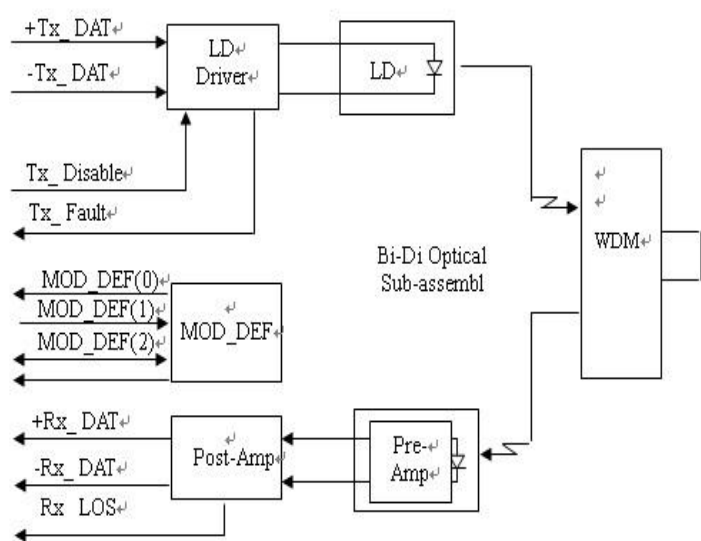 +Tx_DAT
-Tx_DAT
LD
Driver
LD
Tx_Disable
Tx_Fault
WDM
Bi-Di Optical
Sub-assembl
MOD_DEF(0)
MOD_DEF(1)
MOD_DEF(2)
MOD_DEF
+Rx_DAT
-Rx_DAT
Rx LOS
Post-Amp
Pre-
Amp